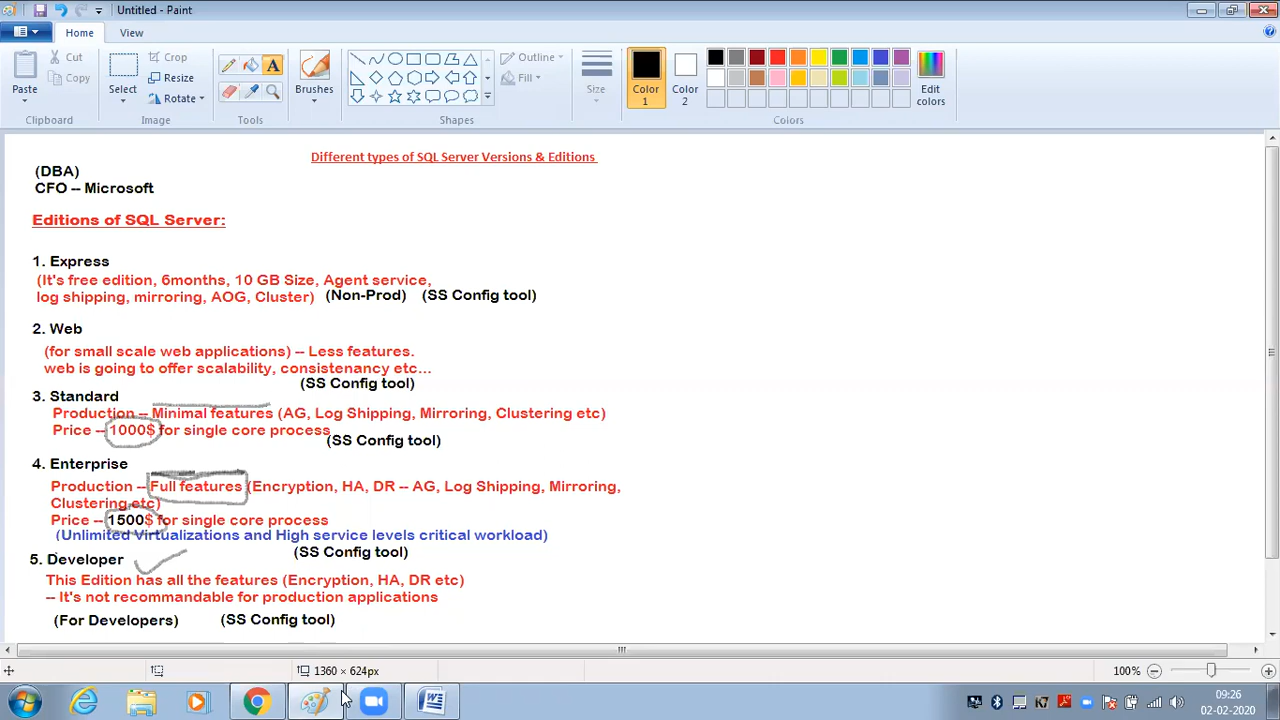 Untitled - Paint
Home
View
Paste
Cut
Copy
Clipboard
Select
Crop
Resize
Rotate
Image
Tools
Brushes
Shapes
Outline
Fill
Size
Color 1
Color 2
Edit colors
Colors
Different types of SQL Server Versions & Editions
(DBA)
CFO -- Microsoft
Editions of SQL Server:
1. Express
(It's free edition, 6months, 10 GB Size, Agent service,
log shipping, mirroring, AOG, Cluster) (Non-Prod) (SS Config tool)
2. Web
(for small scale web applications) -- Less features.
web is going to offer scalability, consistenancy etc...
(SS Config tool)
3. Standard
Production -- Minimal features (AG, Log Shipping, Mirroring, Clustering etc)
Price -- 1000$ for single core process
(SS Config tool)
4. Enterprise
Production -- Full features (Encryption, HA, DR -- AG, Log Shipping, Mirroring,
Clustering etc)
Price -- 1500$ for single core process
(Unlimited Virtualizations and High service levels critical workload)
(SS Config tool)
5. Developer
This Edition has all the features (Encryption, HA, DR etc)
-- It's not recommandable for production applications
(For Developers) (SS Config tool)
1360 × 624px
100%
09:26
02-02-2020